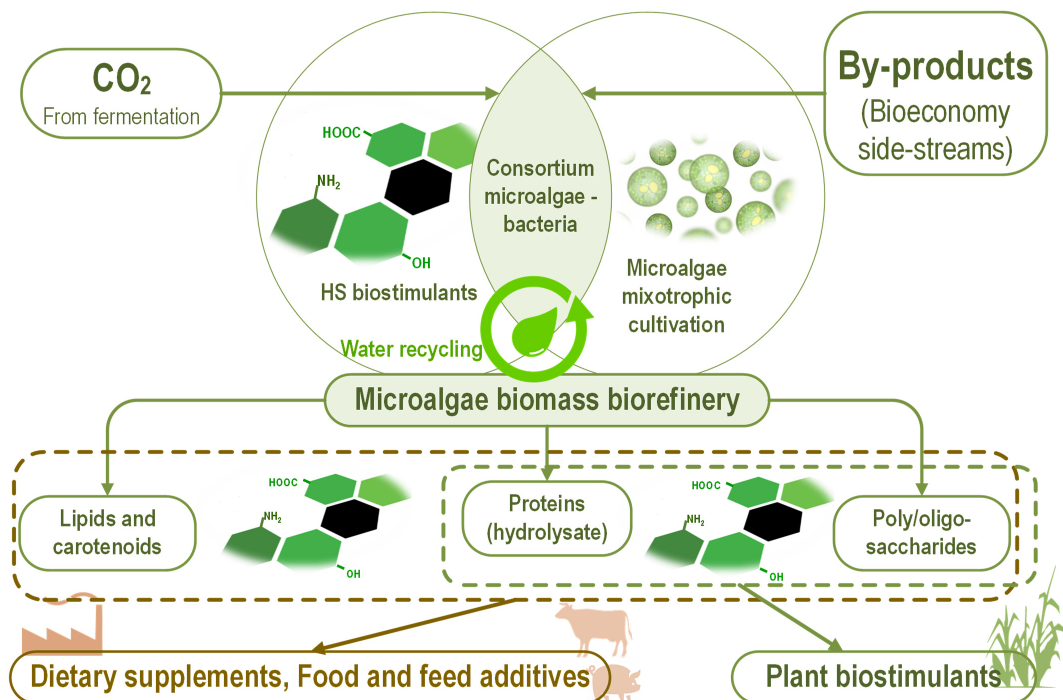 CO₂
From fermentation
By-products
(Bioeconomy
side-streams)
Consortium
microalgae -
bacteria
HOOC
NH₂
OH
HS biostimulants
Microalgae
mixotrophic
cultivation
Water recycling
Microalgae biomass biorefinery
Lipids and
carotenoids
HOOC
NH₂
OH
Proteins
(hydrolysate)
HOOC
NH₂
OH
Poly/oligo-
saccharides
Dietary supplements, Food and feed additives
Plant biostimulants